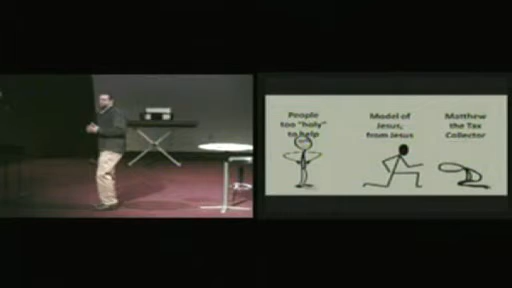 People
too "holy"
to help
Model of
Jesus,
from Jesus
Matthew
the Tax
Collector